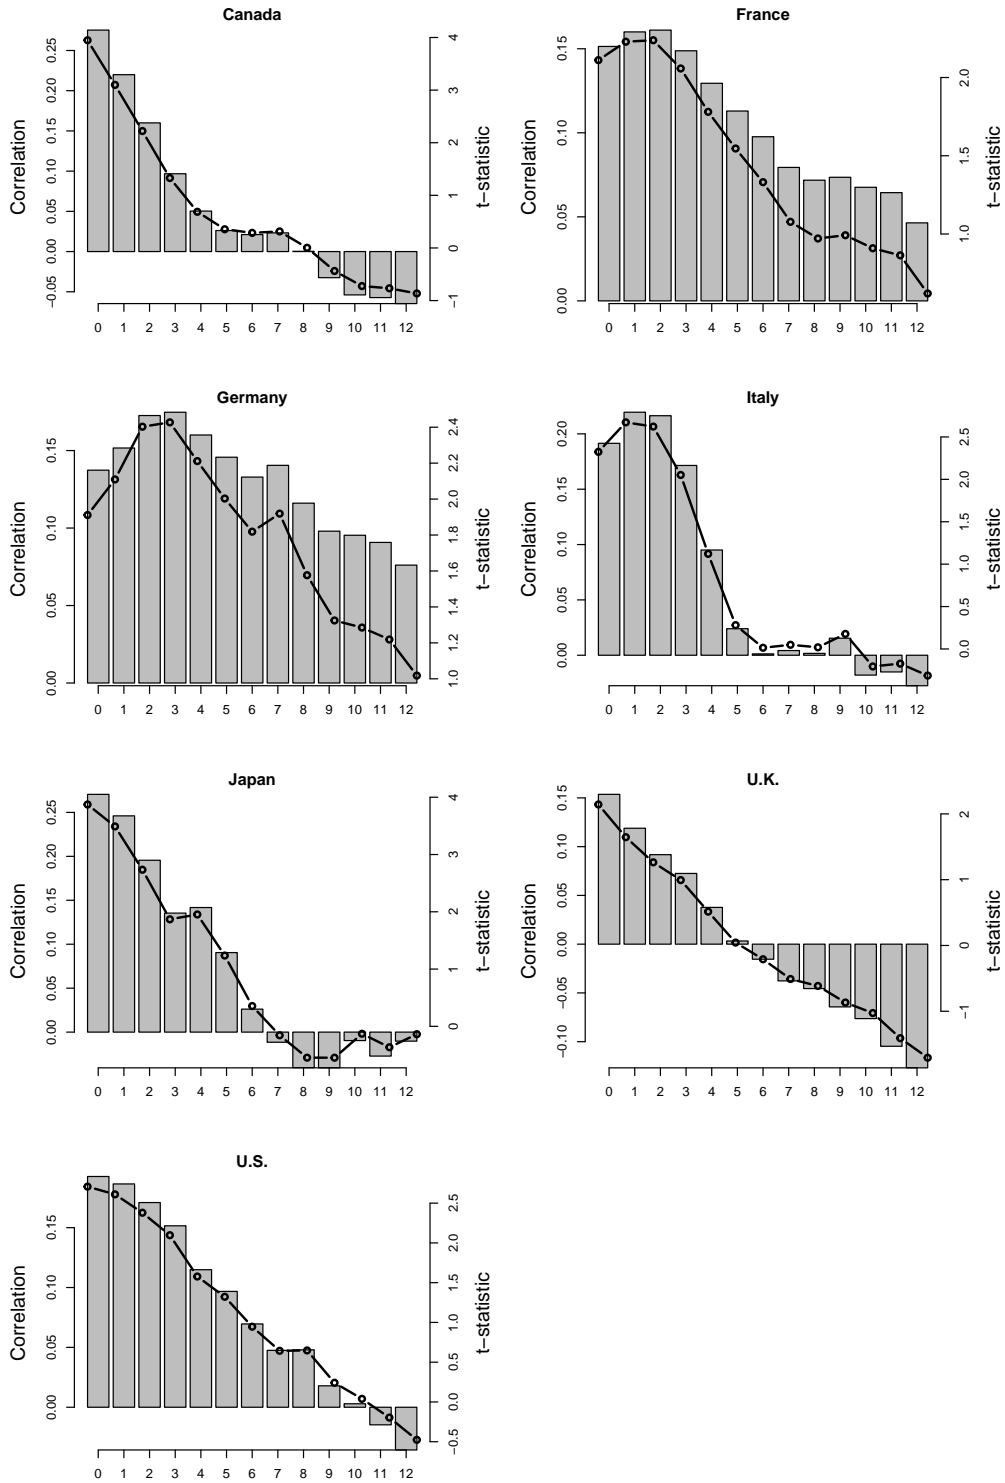 Canada
Correlation
−0.05 0.00 0.05 0.10 0.15 0.20 0.25
t−statistic
−1 0 1 2 3 4
0 1 2 3 4 5 6 7 8 9 10 11 12
France
Correlation
0.00 0.05 0.10 0.15
t−statistic
1.0 1.5 2.0
0 1 2 3 4 5 6 7 8 9 10 11 12
Germany
Correlation
0.00 0.05 0.10 0.15
t−statistic
1.0 1.2 1.4 1.6 1.8 2.0 2.2 2.4
0 1 2 3 4 5 6 7 8 9 10 11 12
Italy
Correlation
0.00 0.05 0.10 0.15 0.20
t−statistic
0.0 0.5 1.0 1.5 2.0 2.5
0 1 2 3 4 5 6 7 8 9 10 11 12
Japan
Correlation
0.00 0.05 0.10 0.15 0.20 0.25
t−statistic
0 1 2 3 4
0 1 2 3 4 5 6 7 8 9 10 11 12
U.K.
Correlation
−0.10 −0.05 0.00 0.05 0.10 0.15
t−statistic
−1 0 1 2
0 1 2 3 4 5 6 7 8 9 10 11 12
U.S.
Correlation
0.00 0.05 0.10 0.15
t−statistic
−0.5 0.0 0.5 1.0 1.5 2.0 2.5
0 1 2 3 4 5 6 7 8 9 10 11 12